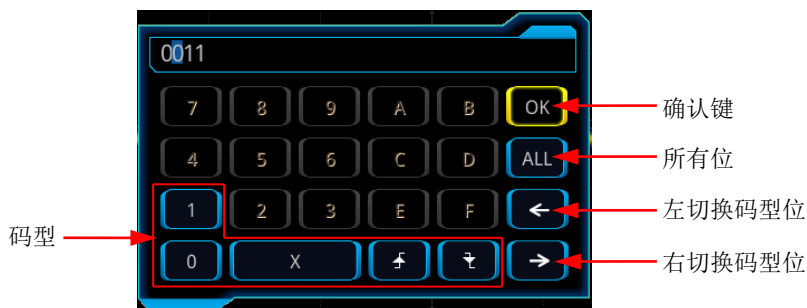 0011
7 8 9 A B OK
确认键
4 5 6 C D ALL
所有位
1 2 3 E F ←
左切换码型位
码型
0 X →
右切换码型位